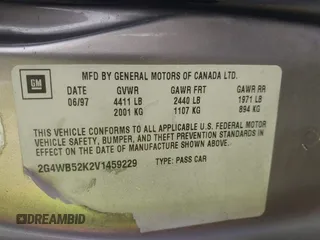 GM
MFD BY GENERAL MOTORS OF CANADA LTD.
DATE GVWR GAWR FRT GAWR RR
06/97 4411 LB 2440 LB 1971 LB
2001 KG 1107 KG 894 KG
THIS VEHICLE CONFORMS TO ALL APPLICABLE U.S. FEDERAL MOTOR
VEHICLE SAFETY, BUMPER, AND THEFT PREVENTION STANDARDS IN
EFFECT ON THE DATE OF MANUFACTURE SHOWN ABOVE.
2G4WB52K2V1459229 TYPE: PASS CAR
DREAMBID